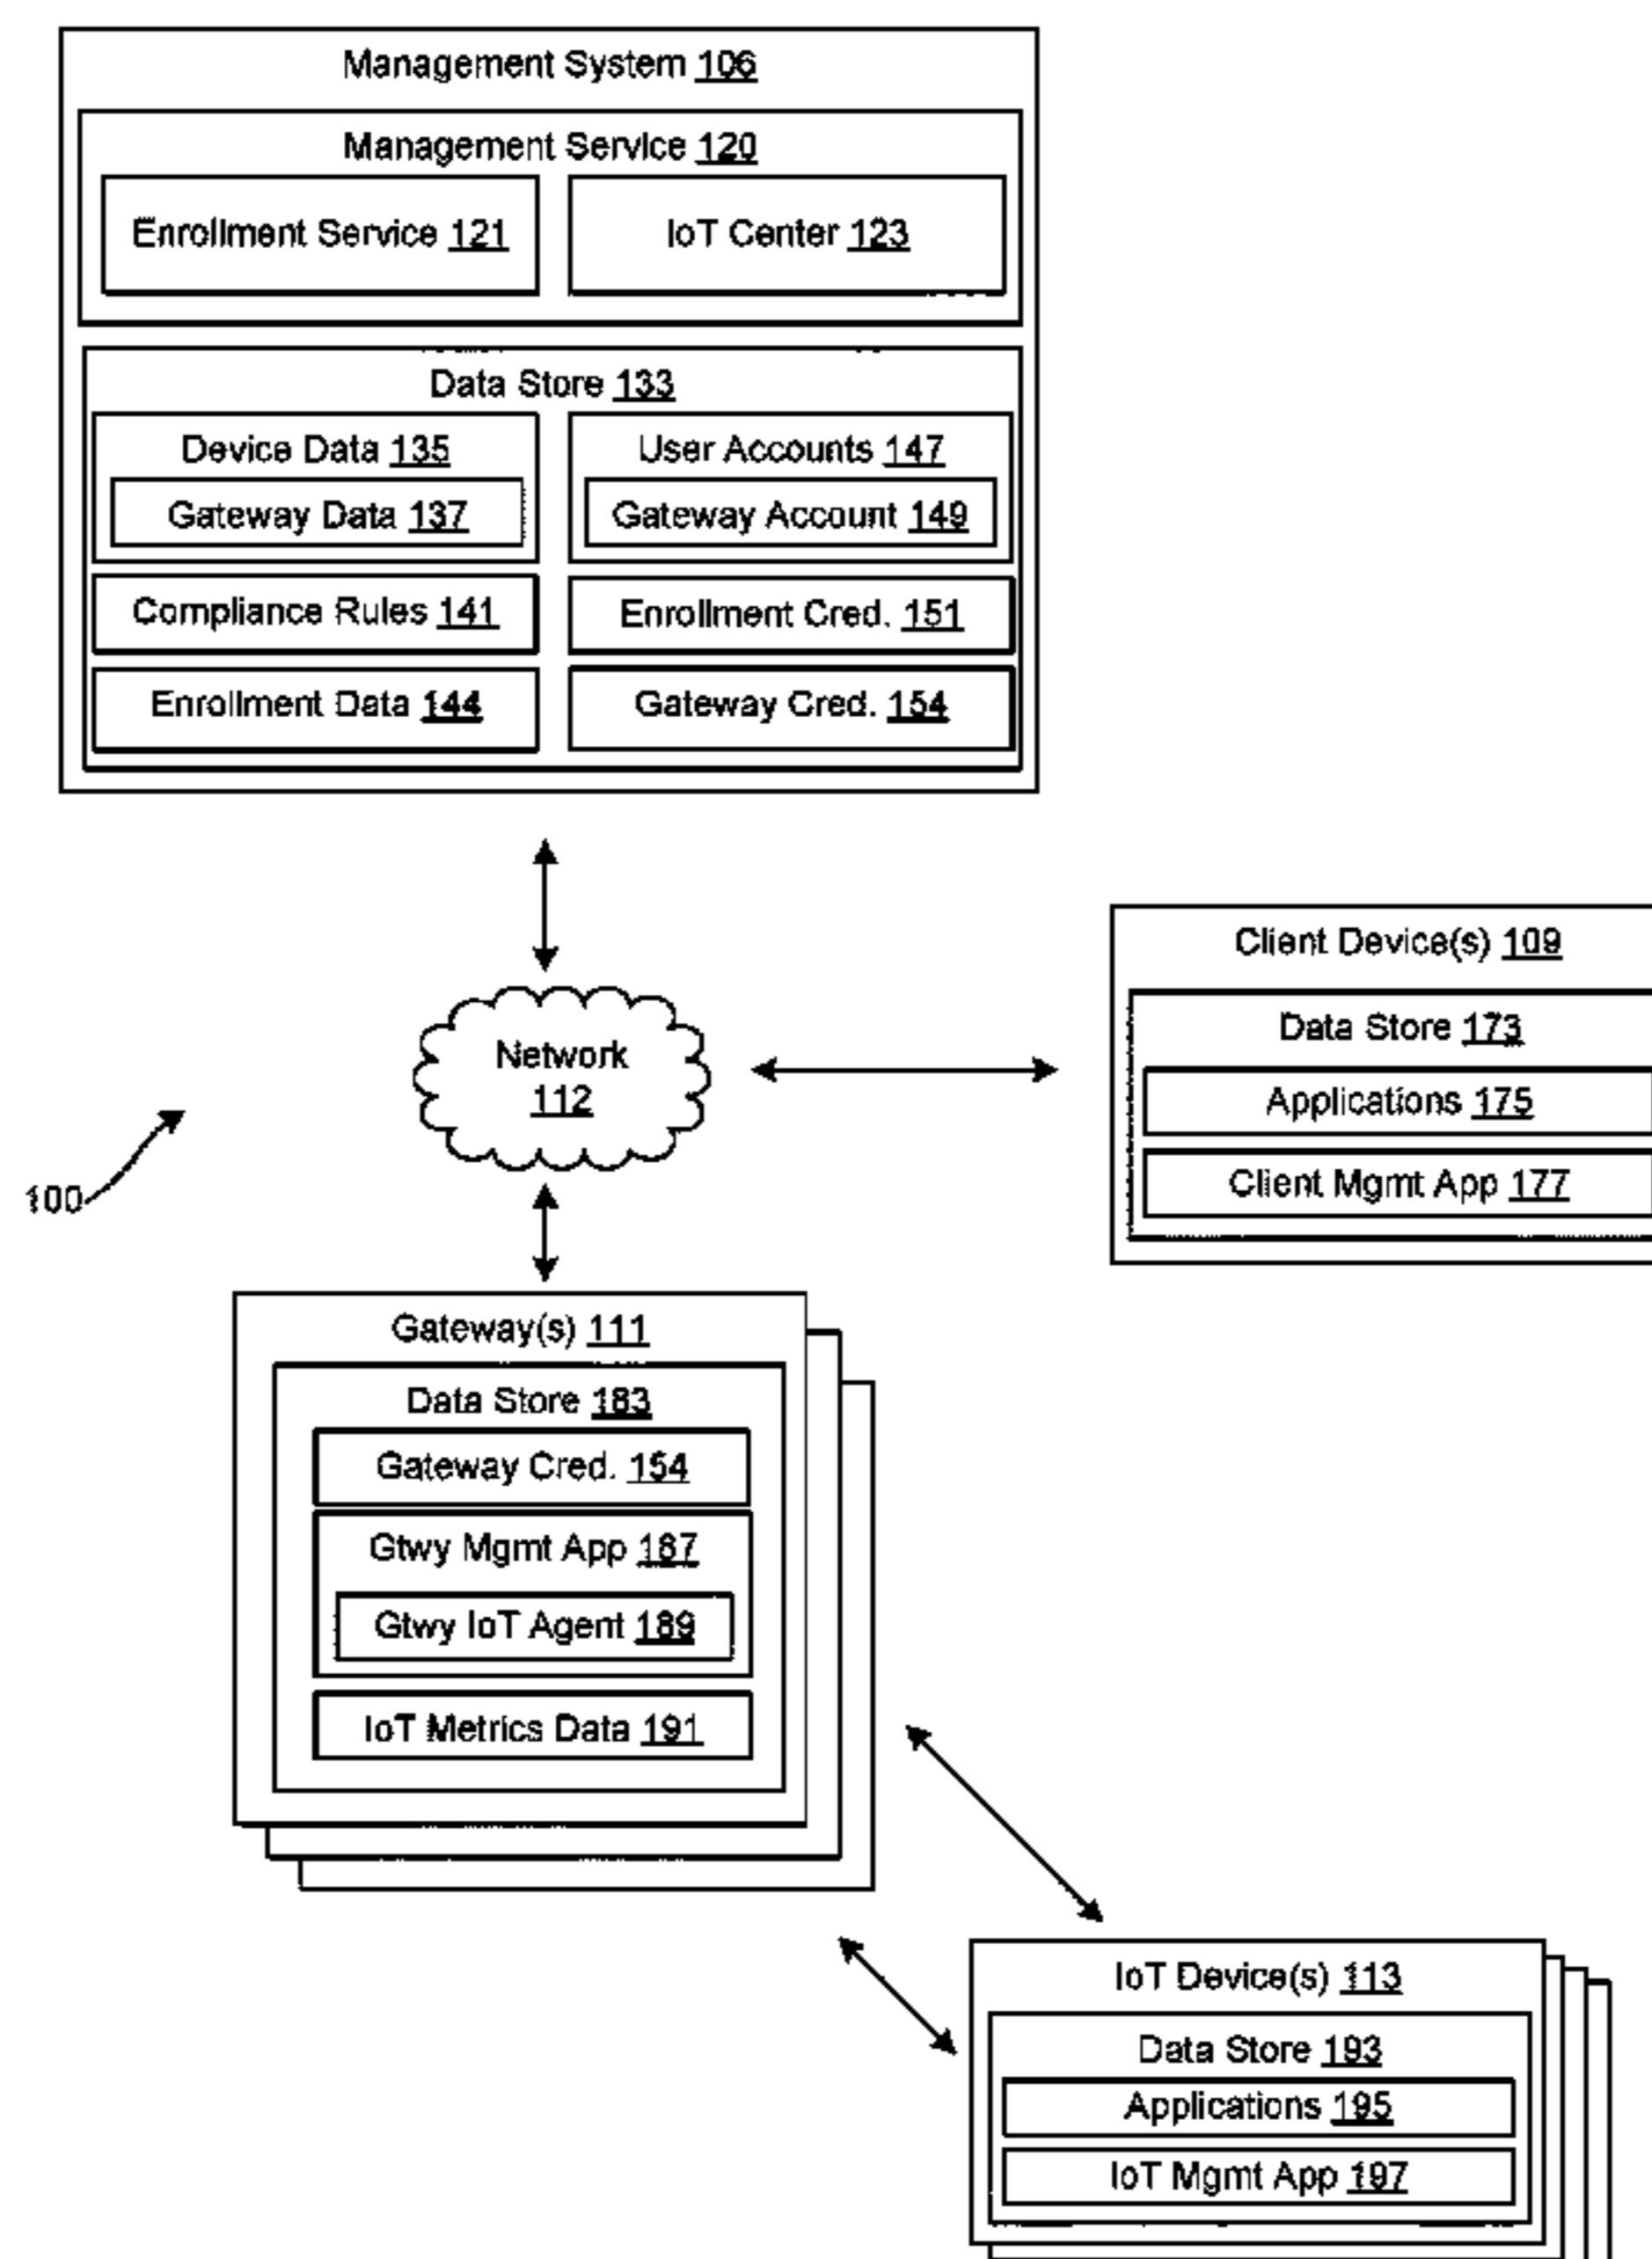 Management System 106
Management Service 120
Enrollment Service 121
IoT Center 123
Data Store 133
Device Data 135
User Accounts 147
Gateway Data 137
Gateway Account 149
Compliance Rules 141
Enrollment Cred. 151
Enrollment Data 144
Gateway Cred. 154
Client Device(s) 109
Data Store 173
Applications 175
Client Mgmt App 177
Network
112
100
Gateway(s) 111
Data Store 183
Gateway Cred. 154
Gtwy Mgmt App 187
Gtwy IoT Agent 189
IoT Metrics Data 191
IoT Device(s) 113
Data Store 193
Applications 195
IoT Mgmt App 197